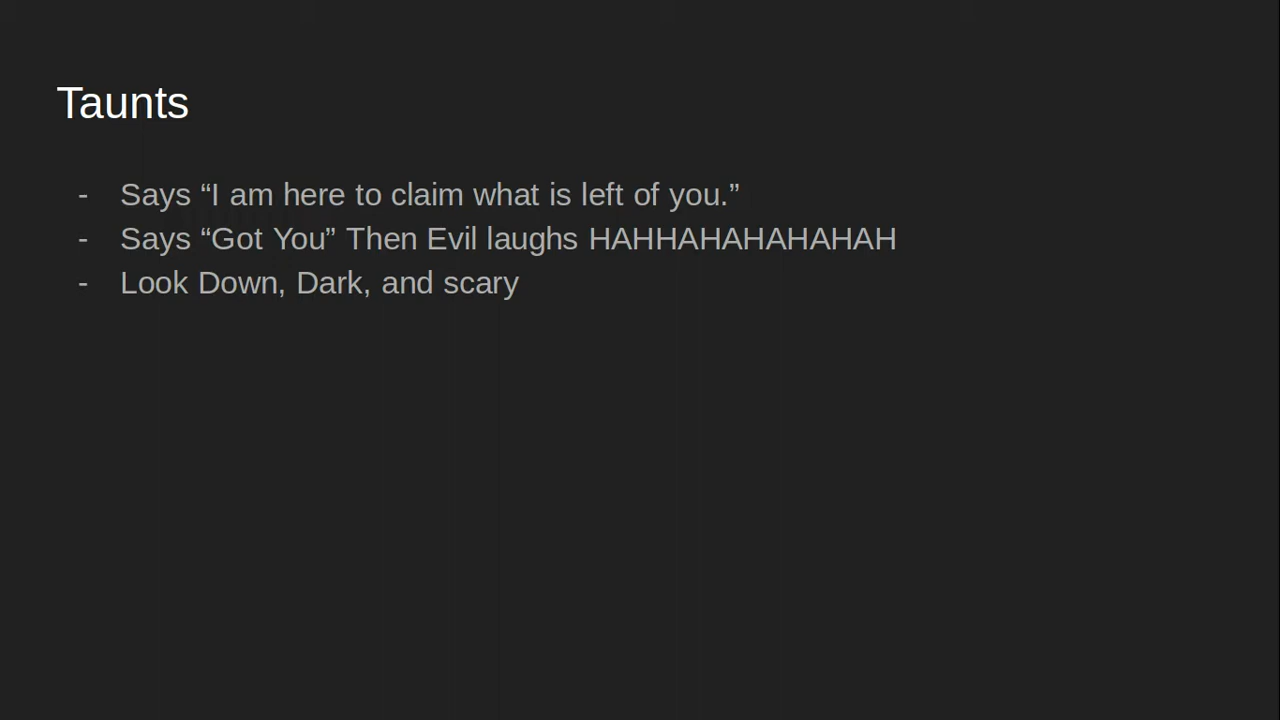 Taunts
- Says “I am here to claim what is left of you.”
- Says “Got You” Then Evil laughs HAHHAHAHAHAHAH
- Look Down, Dark, and scary